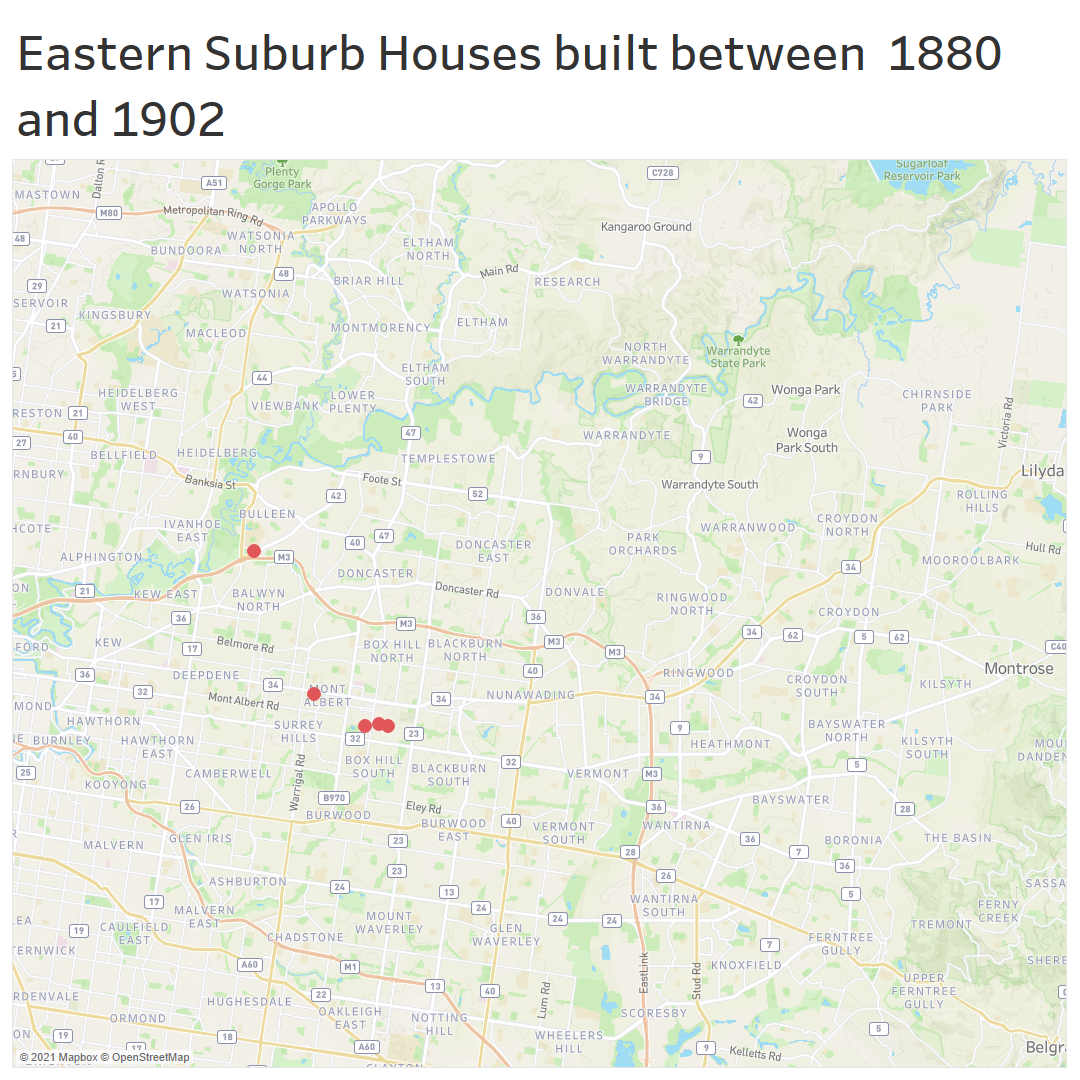 Eastern Suburb Houses built between 1880
and 1902
Plenty
Gorge Park
Sugarloaf
Reservoir Park
C728
A51
Dalton R
MASTOWN
M80
Metropolitan Ring Rd
APOLLO
PARKWAYS
Kangaroo Ground
48
WATSONIA
NORTH
BUNDOORA
ELTHAM
NORTH
Main Rd
48
BRIAR HILL
RESEARCH
29
WATSONIA
SERVOIR
KINGSBURY
21
MACLEOD
MONTMORENCY
ELTHAM
NORTH
WARRANDYTE
Warrandyte
State Park
ELTHAM
SOUTH
44
HEIDELBERG
WEST
VIEWBANK
LOWER
PLENTY
WARRANDYTE
BRIDGE
42
Wonga Park
CHIRNSIDE
PARK
Victoria Rd
RESTON
21
40
27
47
WARRANDYTE
Wonga
Park South
BELLFIELD
HEIDELBERG
TEMPLESTOWE
9
RNBURY
Banksia St
Foote St
Warrandyte South
Lilyda
42
52
ROLLING
HILLS
BULLEEN
HCOTE
IVANHOE
EAST
WARRANWOOD
CROYDON
NORTH
40
47
DONCASTER
EAST
PARK
ORCHARDS
Hull Rd
ALPHINGTON
M3
MOOROOLBARK
DONCASTER
34
ON
21
KEW EAST
BALWYN
NORTH
Doncaster Rd
DONVALE
RINGWOOD
NORTH
CROYDON
36
M3
36
34
62
5
62
FORD
KEW
17
Belmore Rd
BOX HILL
NORTH
BLACKBURN
NORTH
M3
M3
C40
36
DEEPDENE
34
40
RINGWOOD
Montrose
32
MONT
ALBERT
34
NUNAWADING
34
CROYDON
SOUTH
KILSYTH
MOND
Mont Albert Rd
HAWTHORN
SURREY
HILLS
32
23
9
BAYSWATER
NORTH
BURNLEY
HAWTHORN
EAST
HEATHMONT
KILSYTH
SOUTH
MOU
DANDEN
25
CAMBERWELL
Warrigal Rd
BOX HILL
SOUTH
BLACKBURN
SOUTH
32
VERMONT
M3
5
KOOYONG
26
B970
Eley Rd
BURWOOD
BURWOOD
EAST
40
VERMONT
SOUTH
36
BAYSWATER
28
WANTIRNA
MALVERN
GLEN IRIS
23
28
36
7
BORONIA
THE BASIN
36
ASHBURTON
24
23
13
26
5
SASSA
17
MALVERN
EAST
MOUNT
WAVERLEY
24
24
24
WANTIRNA
SOUTH
FERNY
CREEK
LEA
19
CAULFIELD
EAST
CHADSTONE
GLEN
WAVERLEY
7
FERNTREE
GULLY
TREMONT
TERNWICK
A60
M1
EastLink
Stud Rd
KNOXFIELD
SHERE
13
40
Lum Rd
UPPER
FERNTREE
GULLY
RDENVALE
HUGHESDALE
22
OAKLEIGH
EAST
NOTTING
HILL
SCORESBY
ORMOND
19
18
17
A60
WHEELERS
HILL
9
Kelletts Rd
5
Belgr
© 2021 Mapbox © OpenStreetMap
CLAYTON